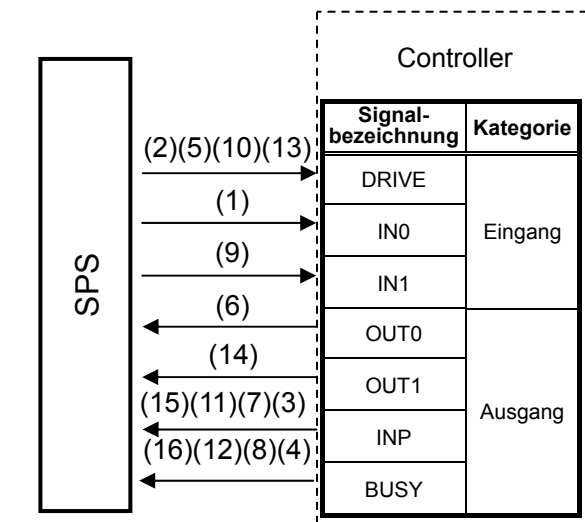 Controller
Signal-
bezeichnung
Kategorie
SPS
(2)(5)(10)(13)
DRIVE
(1)
IN0
Eingang
(9)
IN1
(6)
OUT0
(14)
OUT1
(15)(11)(7)(3)
INP
Ausgang
(16)(12)(8)(4)
BUSY